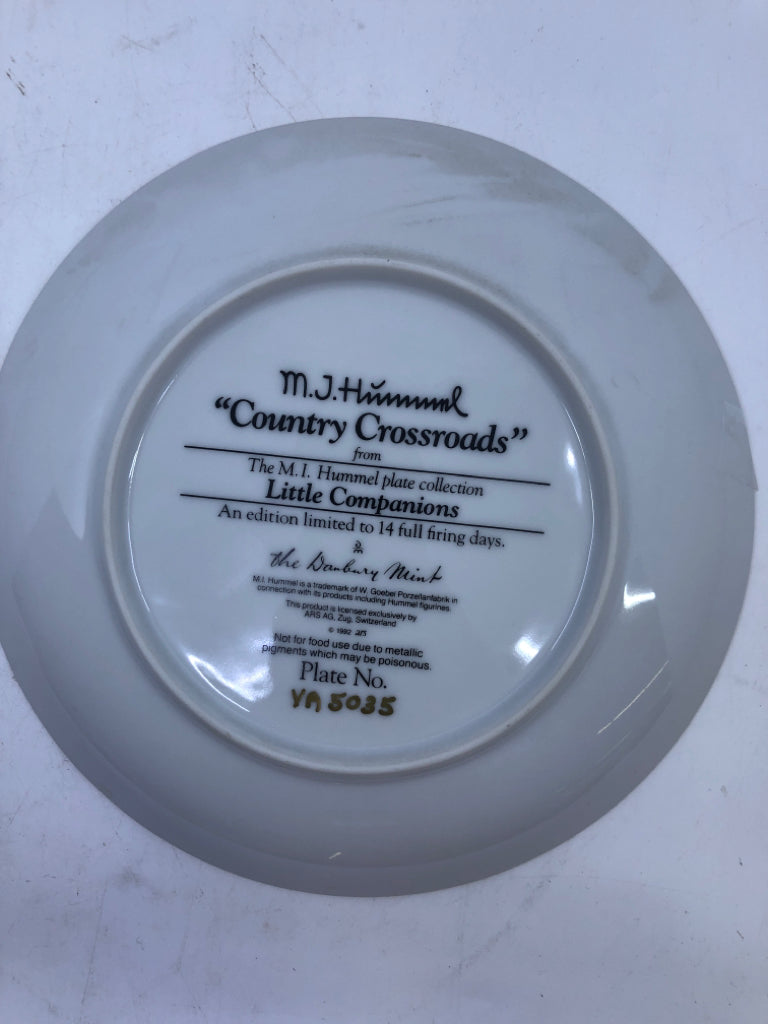 M.J. Hummel
“Country Crossroads”
from
The M.I. Hummel plate collection
Little Companions
An edition limited to 14 full firing days.
The Danbury Mint
M.I. Hummel is a trademark of W. Goebel Porzellanfabrik in
connection with its products including Hummel figurines.
This product is licensed exclusively by
ARS AG, Zug, Switzerland
© 1992
Not for food use due to metallic
pigments which may be poisonous.
Plate No.
YA 5035